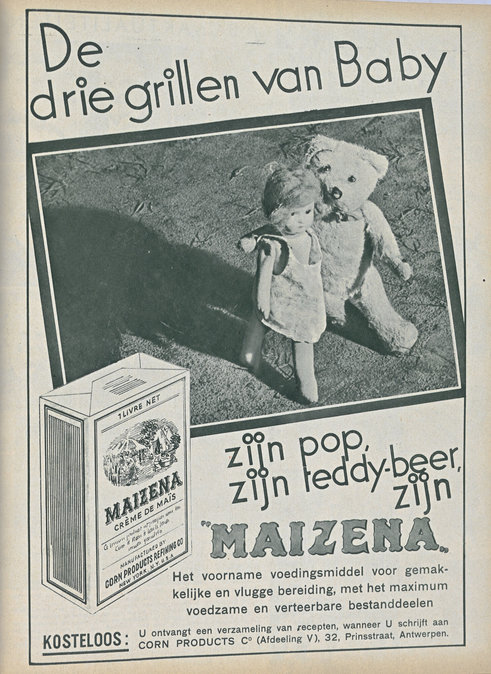 De
drie grillen van Baby
1 LIVRE NET
MAIZENA
CRÈME DE MAÏS
MANUFACTURED BY
CORN PRODUCTS REFINING CO
NEW YORK, N.Y. U.S.A
zijn pop,
zijn teddy-beer,
zijn
"MAIZENA„
Het voorname voedingsmiddel voor gemak-
kelijke en vlugge bereiding, met het maximum
voedzame en verteerbare bestanddeelen
KOSTELOOS: U ontvangt een verzameling van recepten, wanneer U schrijft aan
CORN PRODUCTS Cº (Afdeeling V), 32, Prinsstraat, Antwerpen.